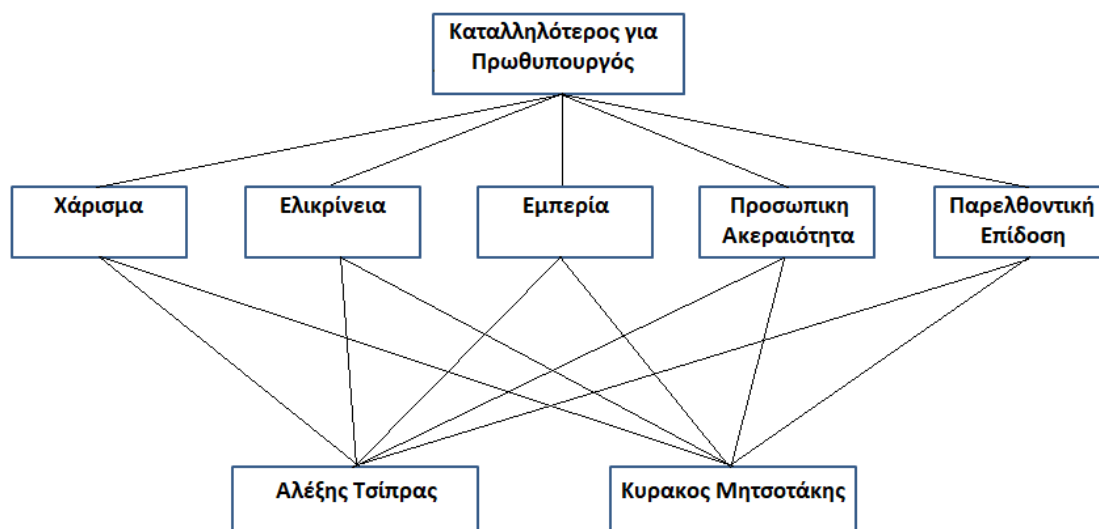 Καταλληλότερος για
Πρωθυπουργός
Χάρισμα
Ελικρίνεια
Εμπερία
Προσωπικη
Ακεραιότητα
Παρελθοντική
Επίδοση
Αλέξης Τσίπρας
Κυρακος Μητσοτάκης